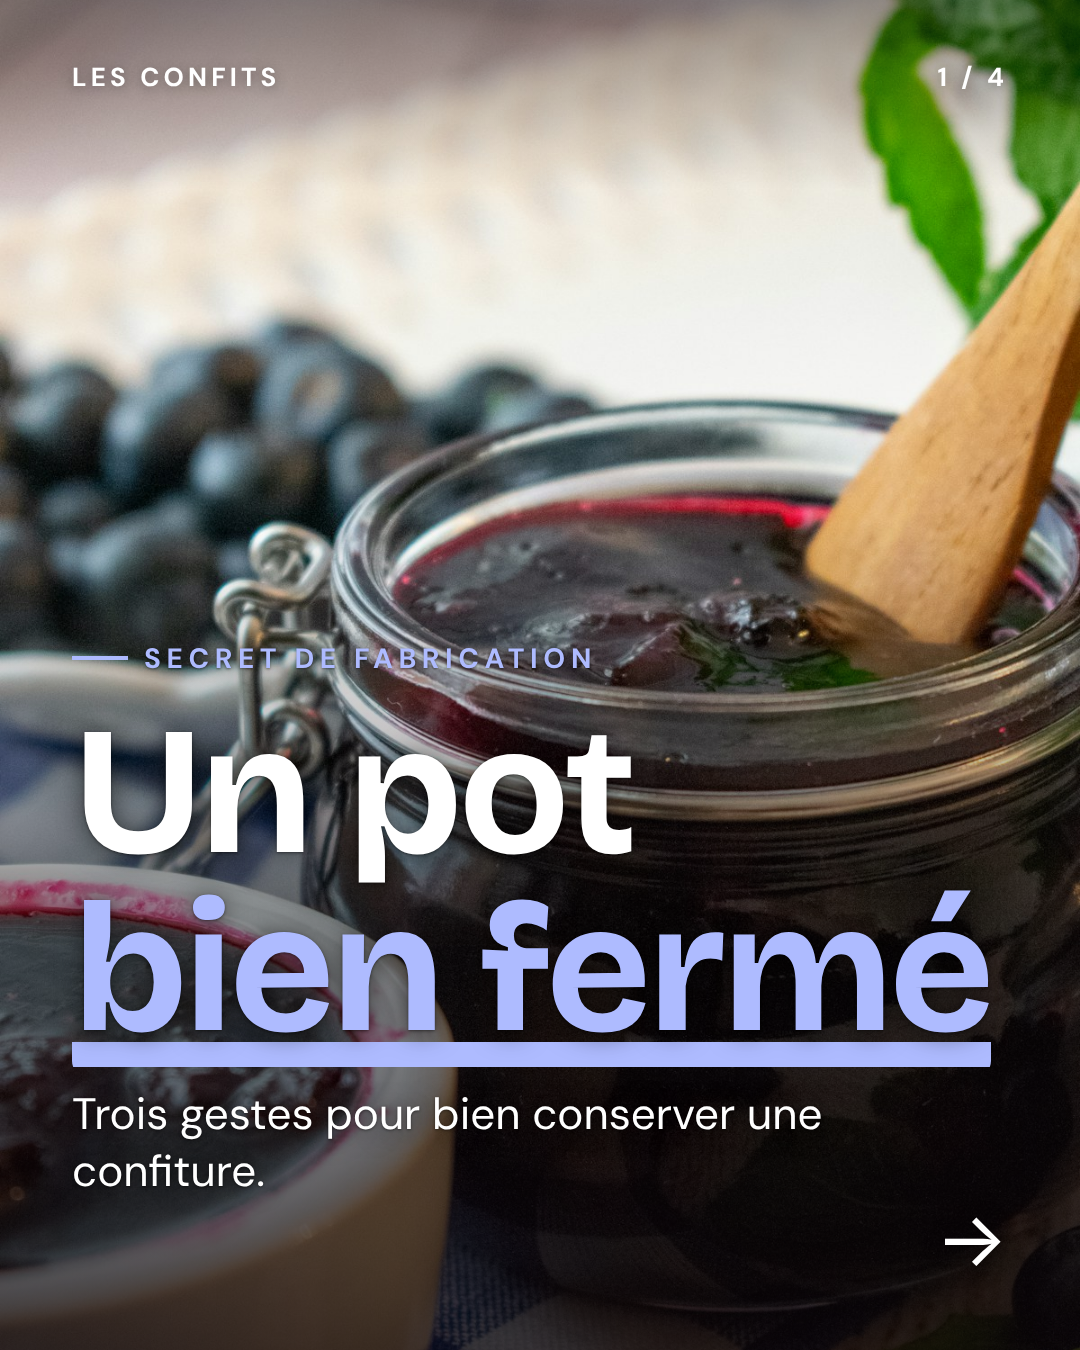 LES CONFITS
1 / 4
SECRET DE FABRICATION
Un pot
bien fermé
Trois gestes pour bien conserver une
confiture.